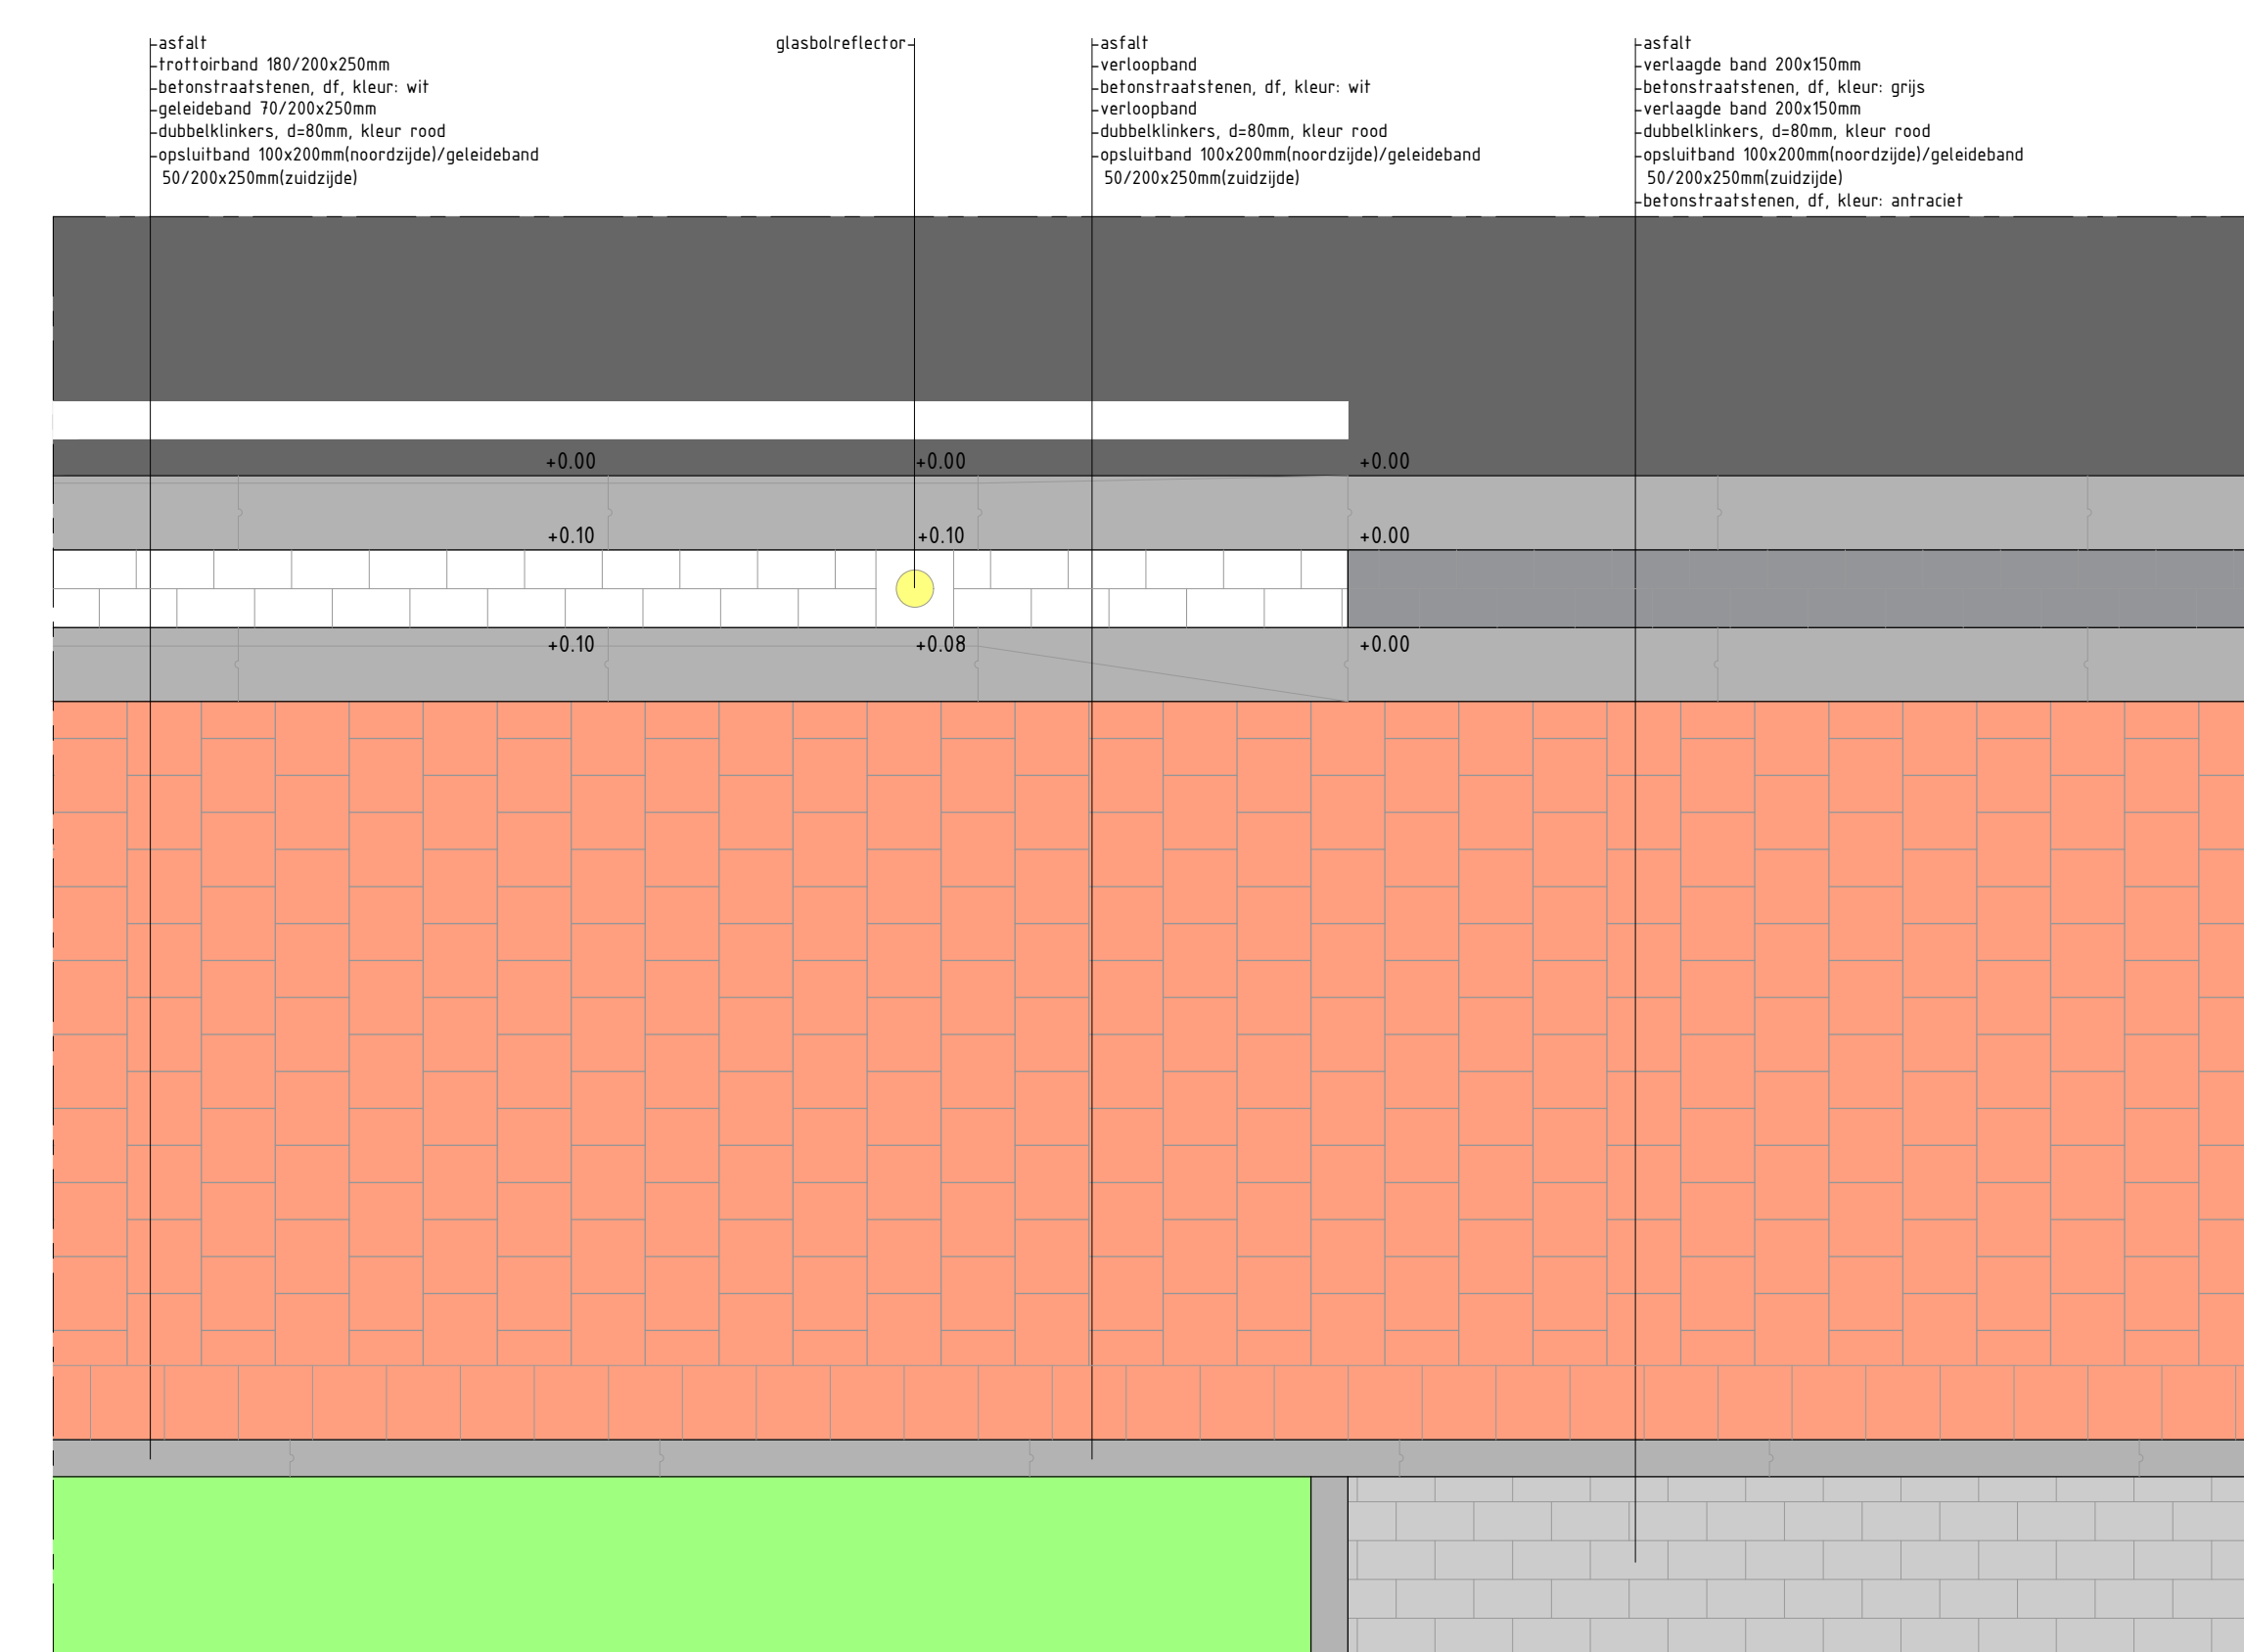 asfalt
trottoirband 180/200x250mm
betonstraatstenen, df, kleur: wit
geleideband 70/200x250mm
dubbelklinkers, d=80mm, kleur rood
opsluitband 100x200mm(noordzijde)/geleideband
50/200x250mm(zuidzijde)
glasbolreflector
asfalt
verloopband
betonstraatstenen, df, kleur: wit
verloopband
dubbelklinkers, d=80mm, kleur rood
opsluitband 100x200mm(noordzijde)/geleideband
50/200x250mm(zuidzijde)
asfalt
verlaagde band 200x150mm
betonstraatstenen, df, kleur: grijs
verlaagde band 200x150mm
dubbelklinkers, d=80mm, kleur rood
opsluitband 100x200mm(noordzijde)/geleideband
50/200x250mm(zuidzijde)
betonstraatstenen, df, kleur: antraciet
+0.00 +0.00 +0.00
+0.10 +0.10 +0.00
+0.10 +0.08 +0.00